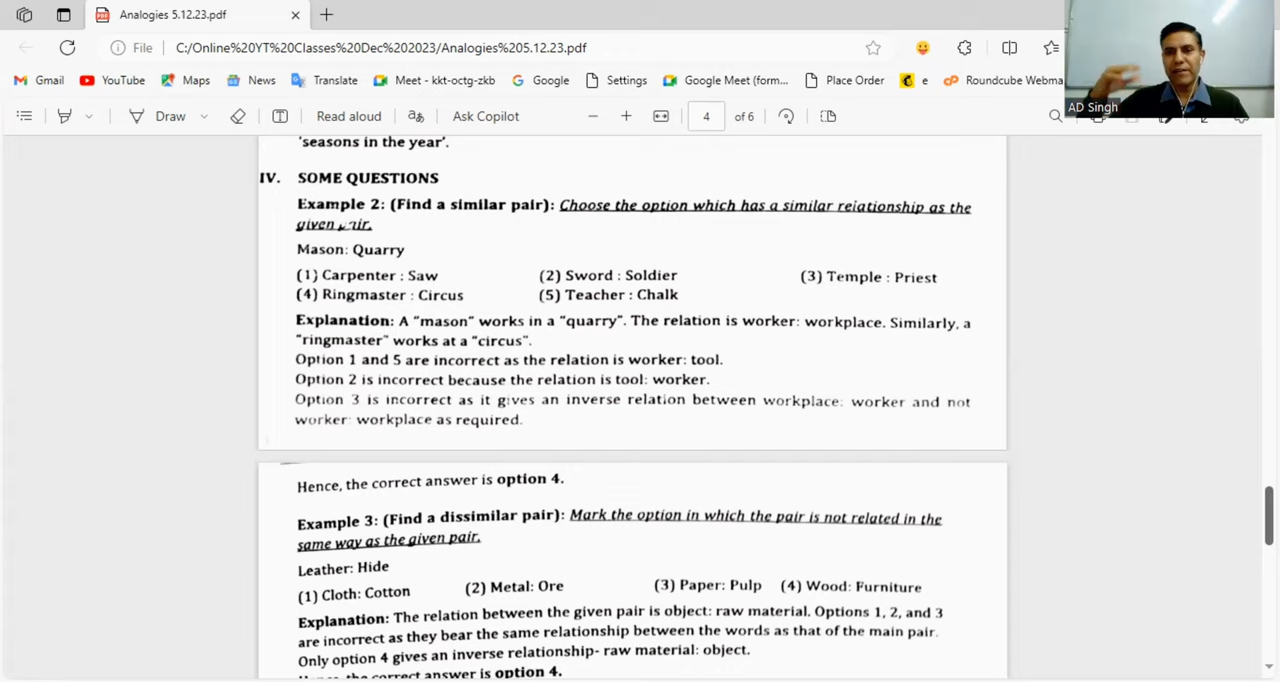 Analogies 5.12.23.pdf
File C:/Online%20YT%20Classes%20Dec%202023/Analogies%205.12.23.pdf
Gmail YouTube Maps News Translate Meet - kkt-octg-zkb Google Settings Google Meet (form... Place Order e Roundcube Webma
AD Singh
Draw Read aloud Ask Copilot 4 of 6
'seasons in the year'.
IV. SOME QUESTIONS
Example 2: (Find a similar pair): Choose the option which has a similar relationship as the
given pair.
Mason: Quarry
(1) Carpenter : Saw (2) Sword : Soldier (3) Temple : Priest
(4) Ringmaster : Circus (5) Teacher : Chalk
Explanation: A "mason" works in a "quarry". The relation is worker: workplace. Similarly, a
"ringmaster" works at a "circus".
Option 1 and 5 are incorrect as the relation is worker: tool.
Option 2 is incorrect because the relation is tool: worker.
Option 3 is incorrect as it gives an inverse relation between workplace: worker and not
worker: workplace as required.
Hence, the correct answer is option 4.
Example 3: (Find a dissimilar pair): Mark the option in which the pair is not related in the
same way as the given pair.
Leather: Hide
(1) Cloth: Cotton (2) Metal: Ore (3) Paper: Pulp (4) Wood: Furniture
Explanation: The relation between the given pair is object: raw material. Options 1, 2, and 3
are incorrect as they bear the same relationship between the words as that of the main pair.
Only option 4 gives an inverse relationship- raw material: object.
Hence, the correct answer is option 4.